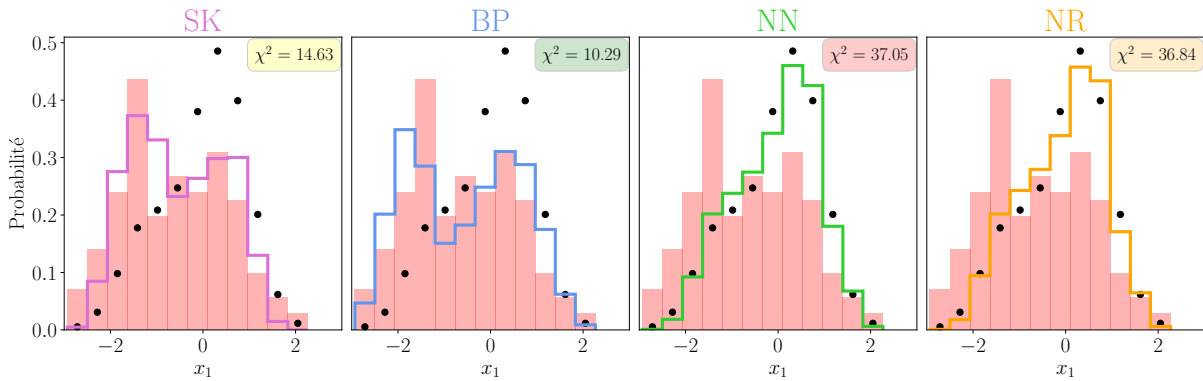 SK BP NN NR
0.5 χ² = 14.63 χ² = 10.29 χ² = 37.05 χ² = 36.84
0.4
0.3
0.2
0.1
0.0
Probabilité
−2 0 2 −2 0 2 −2 0 2 −2 0 2
x₁ x₁ x₁ x₁